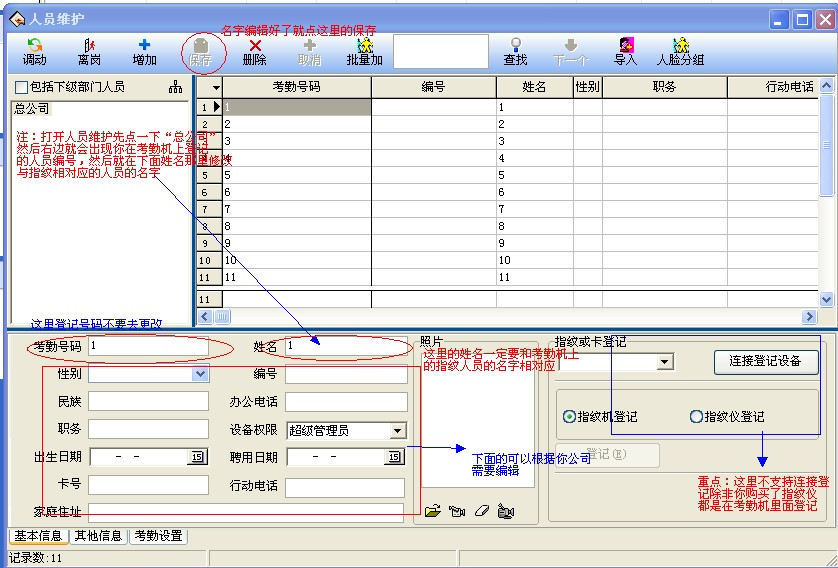 人员维护
名字编辑好了就点这里的保存
调动 离岗 增加 保存 删除 取消 批量加 查找 下一个 导入 人脸分组
包括下级部门人员
总公司
注：打开人员维护先点一下“总公司”
然后右边就会出现你在考勤机上登记
的人员编号，然后就在下面姓名那里修改
与指纹相对应的人员的名字
这里登记号码不要去更改
考勤号码 编号 姓名 性别 职务 行动电话
1 1 1
2 2 2
3 3 3
4 4 4
5 5 5
6 6 6
7 7 7
8 8 8
9 9 9
10 10 10
11 11 11
11
考勤号码 1 姓名 1
性别 编号
民族 办公电话
职务 设备权限 超级管理员
出生日期 - - 15 聘用日期 - - 15
卡号 行动电话
家庭住址
照片
这里的姓名一定要和考勤机上
的指纹人员的名字相对应
下面的可以根据你公司
需要编辑
指纹或卡登记
连接登记设备
指纹机登记 指纹仪登记
登记(R)
重点：这里不支持连接登
记除非你购买了指纹仪
都是在考勤机里面登记
基本信息 其他信息 考勤设置
记录数:11